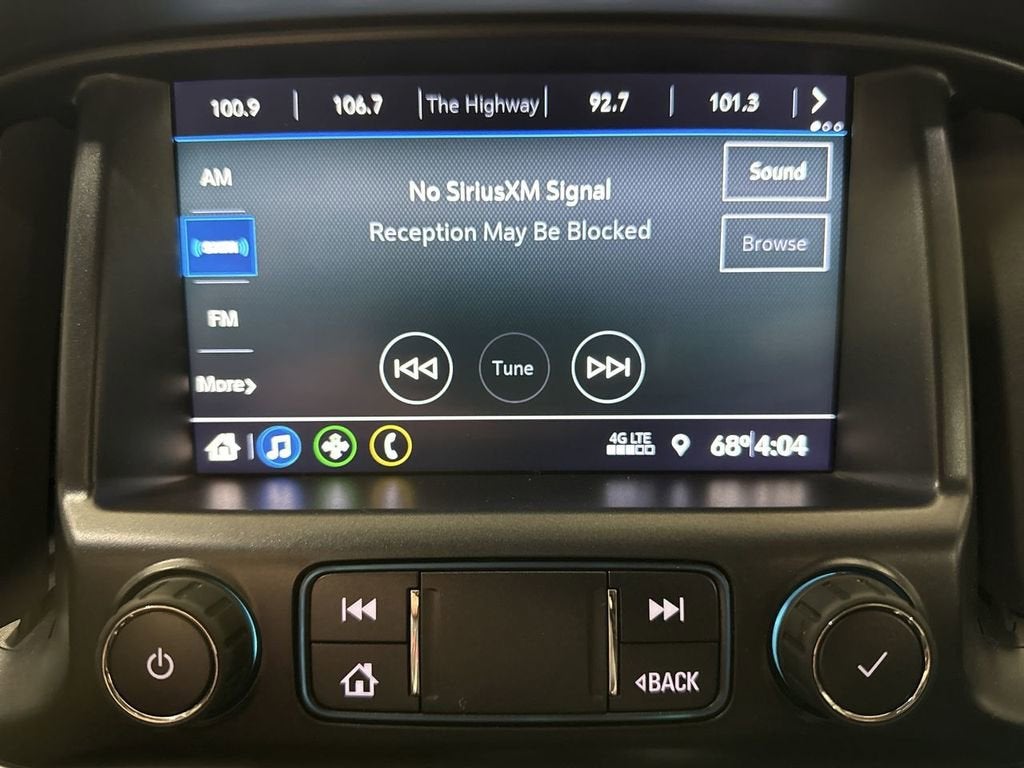 100.9 106.7 The Highway 92.7 101.3
AM
No SiriusXM Signal
Sound
Reception May Be Blocked
Browse
FM
Tune
More
4G LTE
68° 4:04
BACK